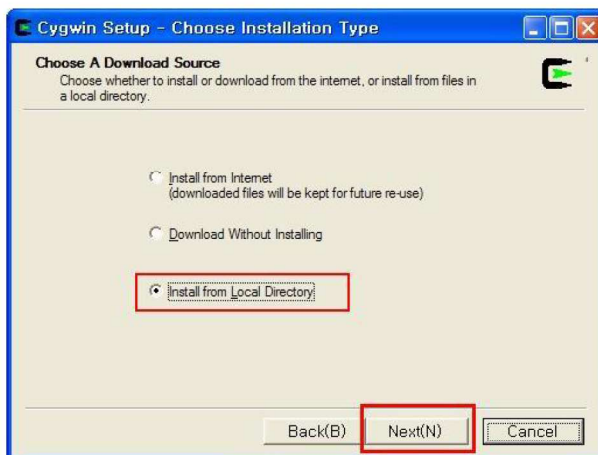 Cygwin Setup - Choose Installation Type
Choose A Download Source
Choose whether to install or download from the internet, or install from files in
a local directory.
Install from Internet
(downloaded files will be kept for future re-use)
Download Without Installing
Install from Local Directory
Back(B) Next(N) Cancel